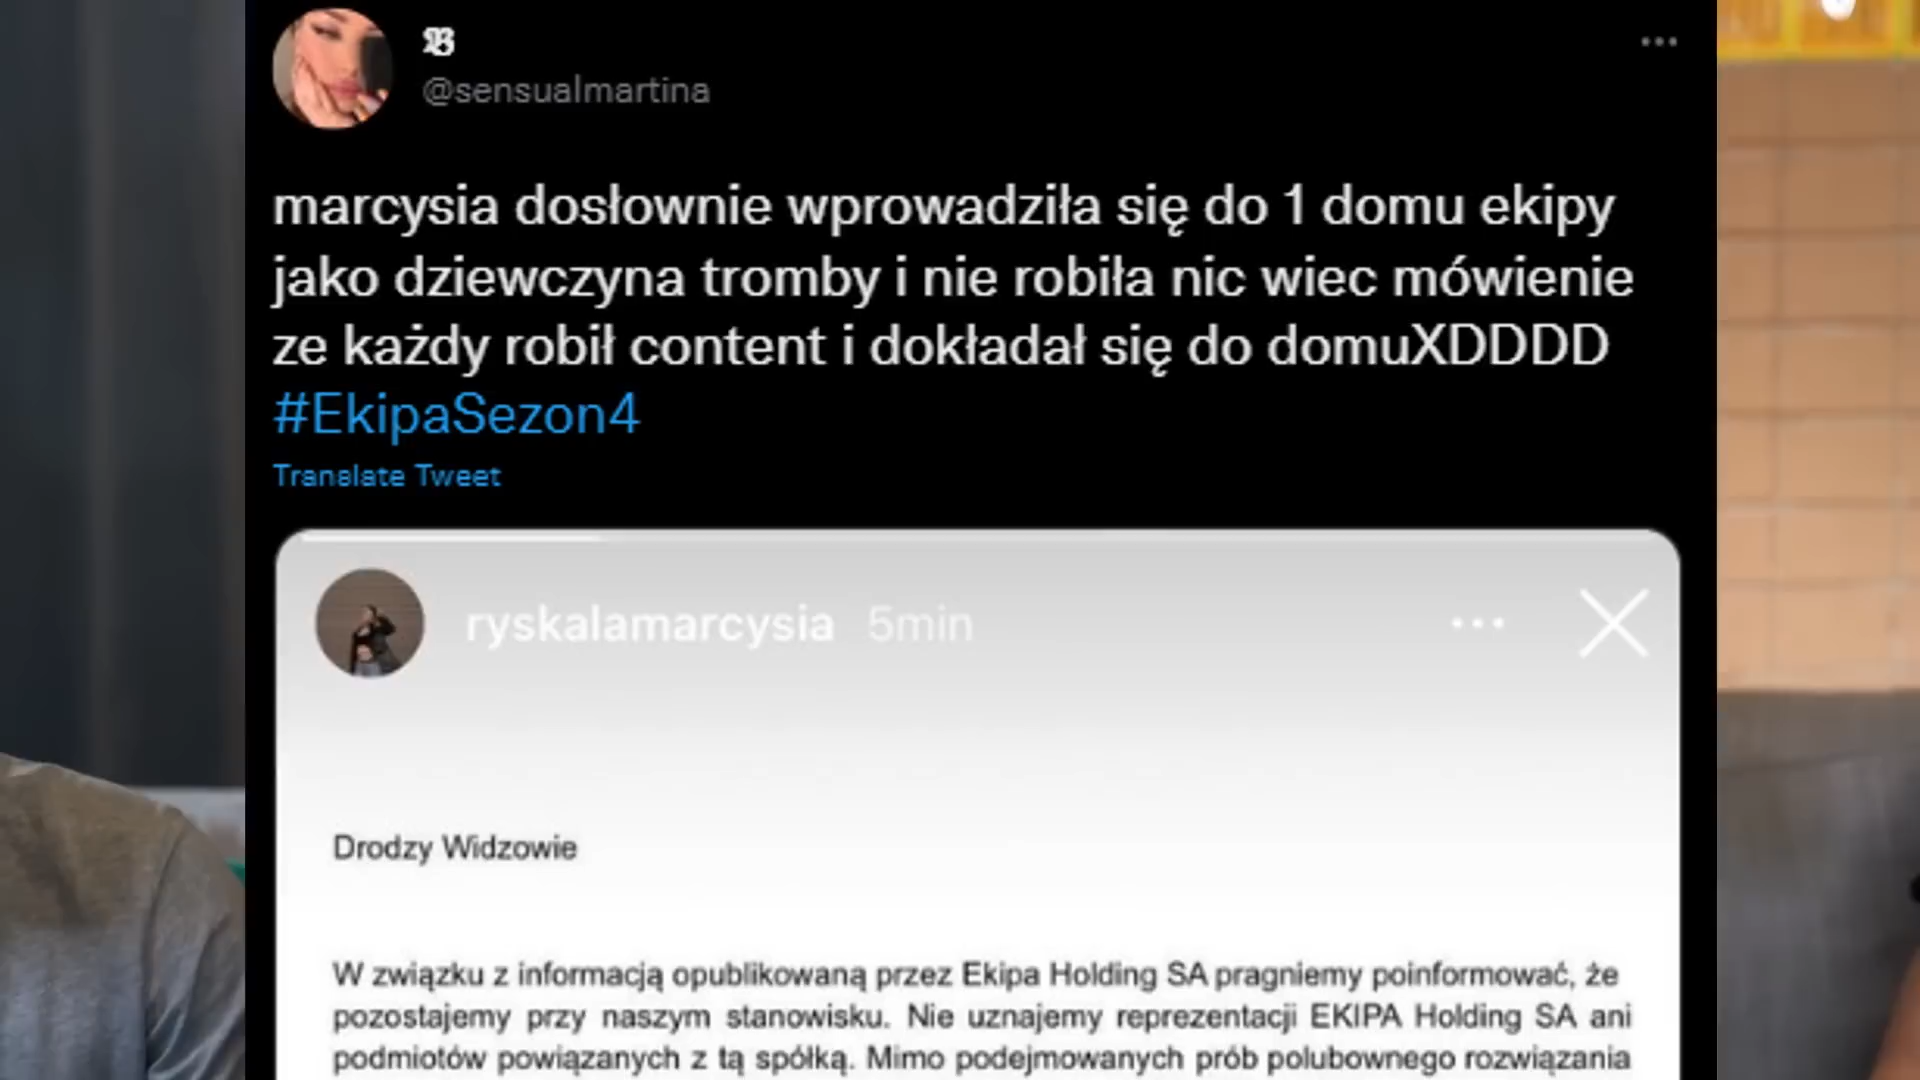 @sensualmartina
marcysia dosłownie wprowadziła się do 1 domu ekipy
jako dziewczyna tromby i nie robiła nic wiec mówienie
ze każdy robił content i dokładał się do domuXDDDD
#EkipaSezon4
Translate Tweet
ryskalamarcysia 5min
Drodzy Widzowie
W związku z informacją opublikowaną przez Ekipa Holding SA pragniemy poinformować, że
pozostajemy przy naszym stanowisku. Nie uznajemy reprezentacji EKIPA Holding SA ani
podmiotów powiązanych z tą spółką. Mimo podejmowanych prób polubownego rozwiązania